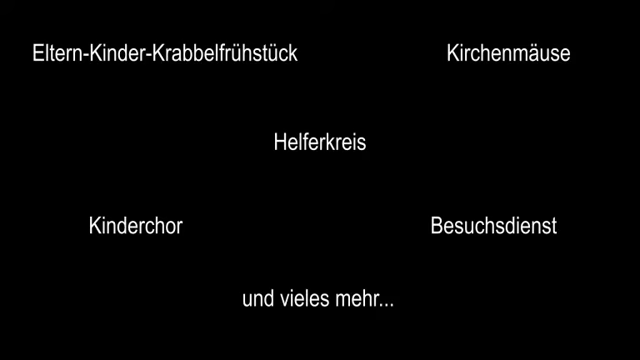 Eltern-Kinder-Krabbelfrühstück
Kirchenmäuse
Helferkreis
Kinderchor
Besuchsdienst
und vieles mehr...